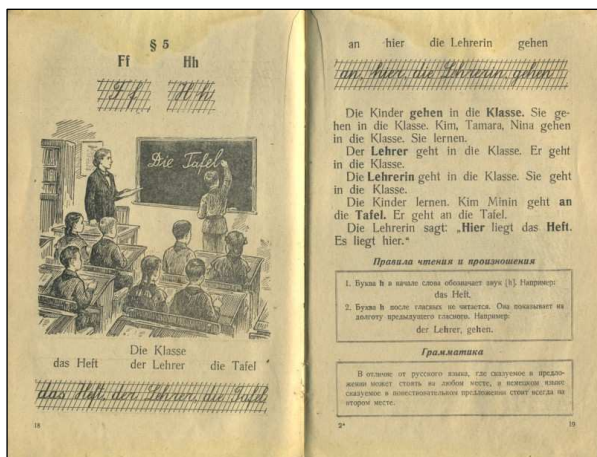 § 5
Ff Hh
F f H h
Die Tafel
Die Klasse
das Heft der Lehrer die Tafel
das Heft, der Lehrer, die Tafel
18
an hier die Lehrerin gehen
an, hier, die Lehrerin, gehen
Die Kinder gehen in die Klasse. Sie ge-
hen in die Klasse. Kim, Tamara, Nina gehen
in die Klasse. Sie lernen.
Der Lehrer geht in die Klasse. Er geht
in die Klasse.
Die Lehrerin geht in die Klasse. Sie geht
in die Klasse.
Die Kinder lernen. Kim Minin geht an
die Tafel. Er geht an die Tafel.
Die Lehrerin sagt: „Hier liegt das Heft.
Es liegt hier.“
Правила чтения и произношения
1. Буква h в начале слова обозначает звук [h]. Например:
das Heft.
2. Буква h после гласных не читается. Она показывает на
долготу предыдущего гласного. Например:
der Lehrer, gehen.
Грамматика
В отличие от русского языка, где сказуемое в предло-
жении может стоять на любом месте, в немецком языке
сказуемое в повествовательном предложении стоит всегда на
втором месте.
2* 19